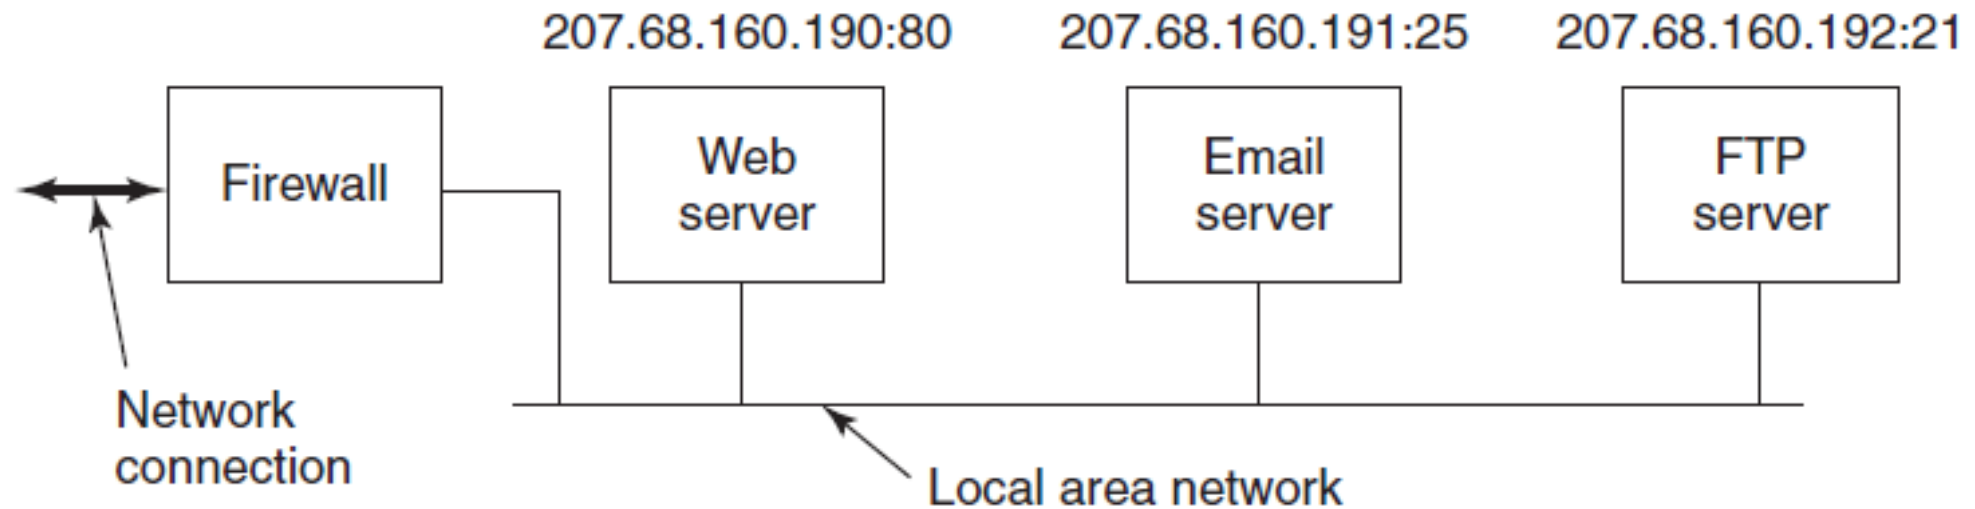 207.68.160.190:80
207.68.160.191:25
207.68.160.192:21
Firewall
Web
server
Email
server
FTP
server
Network
connection
Local area network